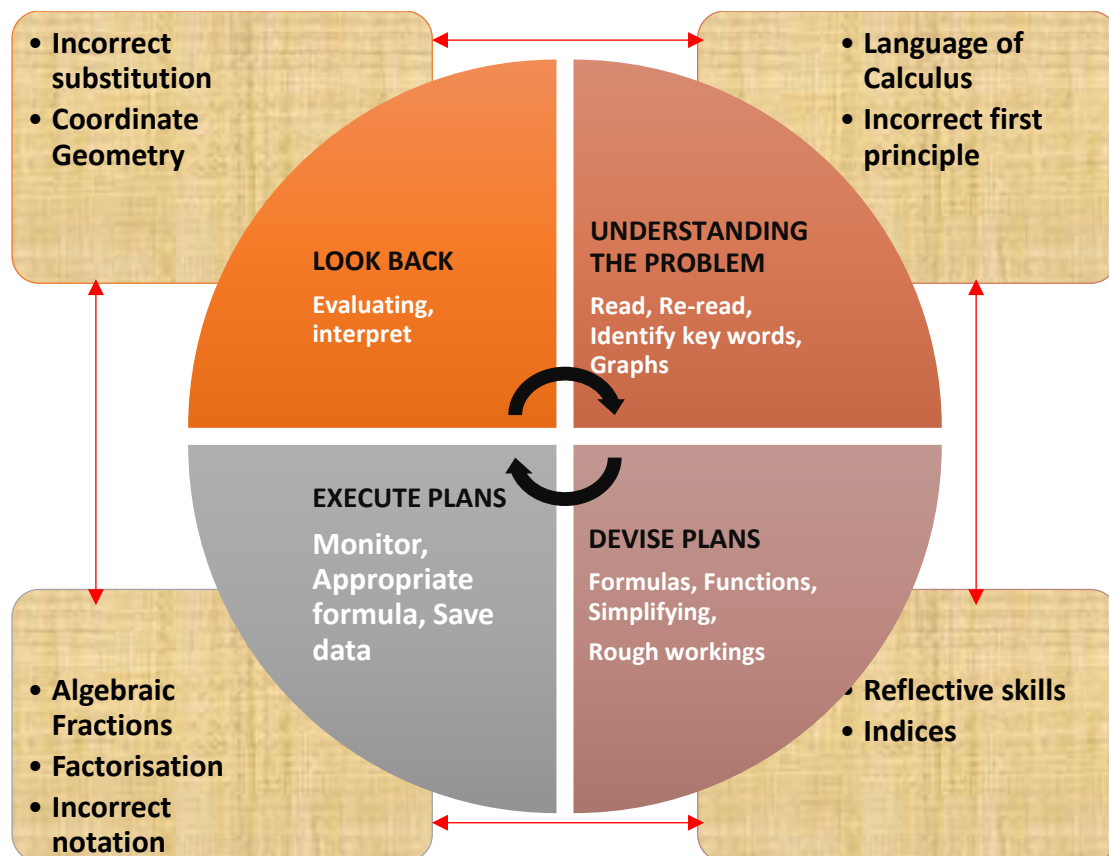 • Incorrect
substitution
• Coordinate
Geometry
• Language of
Calculus
• Incorrect first
principle
LOOK BACK
Evaluating,
interpret
UNDERSTANDING
THE PROBLEM
Read, Re-read,
Identify key words,
Graphs
EXECUTE PLANS
Monitor,
Appropriate
formula, Save
data
DEVISE PLANS
Formulas, Functions,
Simplifying,
Rough workings
• Algebraic
Fractions
• Factorisation
• Incorrect
notation
• Reflective skills
• Indices